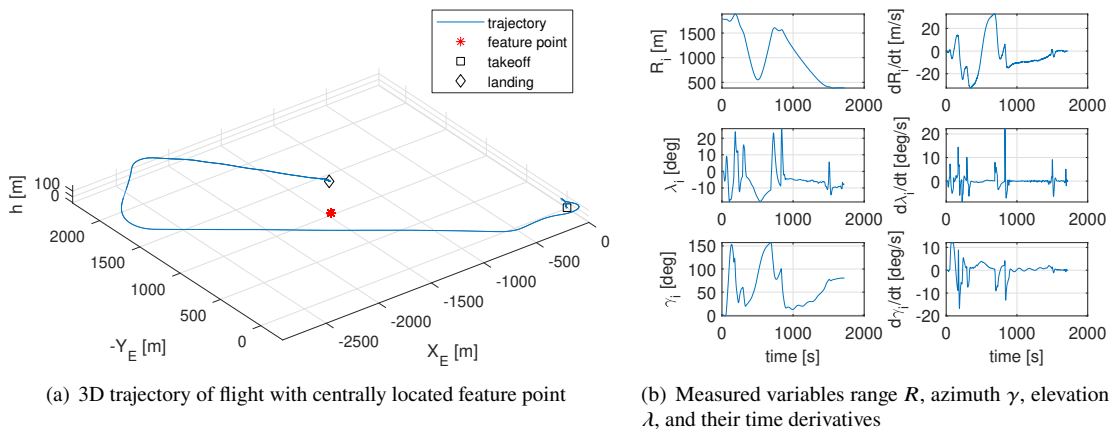 trajectory
feature point
takeoff
landing
h [m]
100
0
2000
1500
1000
500
0
-Y_E [m]
-2500
-2000
-1500
-1000
-500
0
X_E [m]
(a) 3D trajectory of flight with centrally located feature point
R_i [m]
1500
1000
500
0 1000 2000
dR_i/dt [m/s]
20
0
-20
0 1000 2000
λ_i [deg]
20
10
0
-10
0 1000 2000
dλ_i/dt [deg/s]
20
10
0
0 1000 2000
γ_i [deg]
150
100
50
0
0 1000 2000
time [s]
dγ_i/dt [deg/s]
10
0
-10
-20
0 1000 2000
time [s]
(b) Measured variables range R, azimuth γ, elevation
λ, and their time derivatives